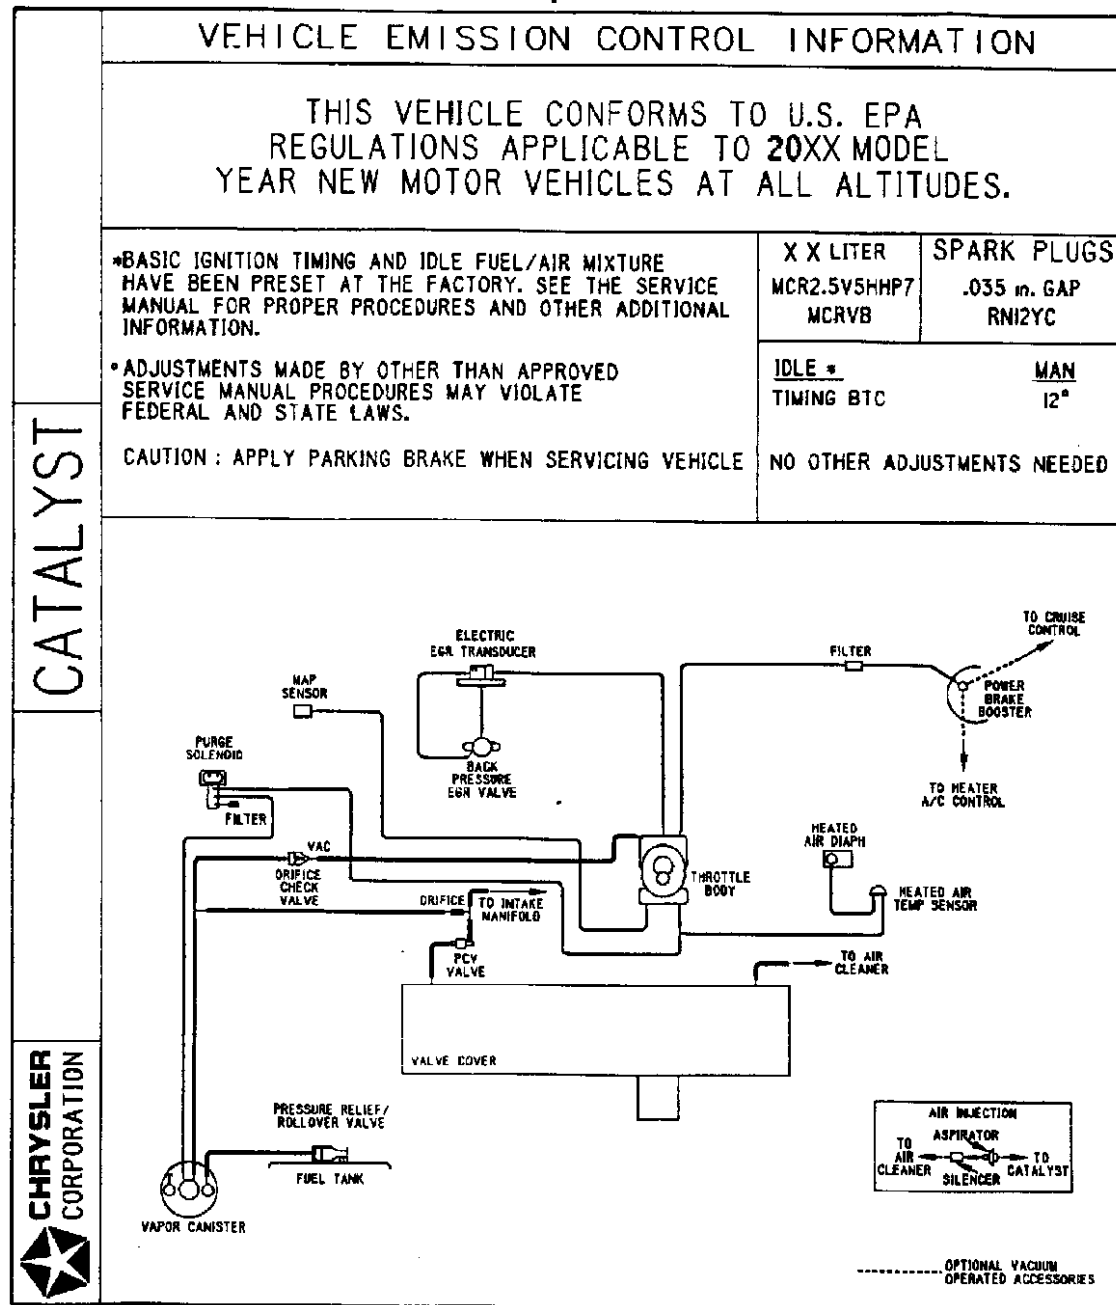 VEHICLE EMISSION CONTROL INFORMATION
THIS VEHICLE CONFORMS TO U.S. EPA
REGULATIONS APPLICABLE TO 20XX MODEL
YEAR NEW MOTOR VEHICLES AT ALL ALTITUDES.
*BASIC IGNITION TIMING AND IDLE FUEL/AIR MIXTURE
HAVE BEEN PRESET AT THE FACTORY. SEE THE SERVICE
MANUAL FOR PROPER PROCEDURES AND OTHER ADDITIONAL
INFORMATION.
•ADJUSTMENTS MADE BY OTHER THAN APPROVED
SERVICE MANUAL PROCEDURES MAY VIOLATE
FEDERAL AND STATE LAWS.
CAUTION : APPLY PARKING BRAKE WHEN SERVICING VEHICLE
X X LITER
MCR2.5V5HHP7
MCRVB
SPARK PLUGS
.035 in. GAP
RN12YC
IDLE * MAN
TIMING BTC 12°
NO OTHER ADJUSTMENTS NEEDED
CATALYST
CHRYSLER
CORPORATION
TO CRUISE
CONTROL
ELECTRIC
EGR TRANSDUCER
FILTER
MAP
SENSOR
POWER
BRAKE
BOOSTER
PURGE
SOLENOID
BACK
PRESSURE
EGR VALVE
TO HEATER
A/C CONTROL
FILTER
HEATED
AIR DIAPH
VAC
ORIFICE
CHECK
VALVE
THROTTLE
BODY
ORIFICE
TO INTAKE
MANIFOLD
HEATED AIR
TEMP SENSOR
PCV
VALVE
TO AIR
CLEANER
VALVE COVER
PRESSURE RELIEF/
ROLLOVER VALVE
FUEL TANK
VAPOR CANISTER
AIR INJECTION
ASPIRATOR
TO
AIR
CLEANER
SILENCER
TO
CATALYST
OPTIONAL VACUUM
OPERATED ACCESSORIES